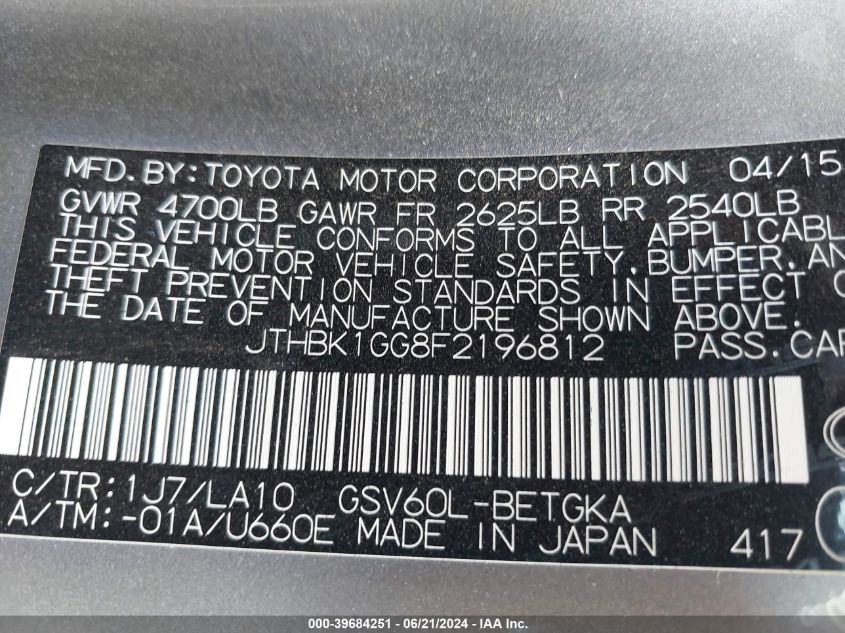 MFD. BY: TOYOTA MOTOR CORPORATION 04/15
GVWR 4700LB GAWR FR 2625LB RR 2540LB
THIS VEHICLE CONFORMS TO ALL APPLICABL
FEDERAL MOTOR VEHICLE SAFETY, BUMPER, AN
THEFT PREVENTION STANDARDS IN EFFECT O
THE DATE OF MANUFACTURE SHOWN ABOVE.
JTHBK1GG8F2196812 PASS. CAR
C/TR: 1J7/LA10 GSV60L-BETGKA
A/TM: -01A/U660E MADE IN JAPAN 417
000-39684251 / 06/21/2024 / IAA Inc.